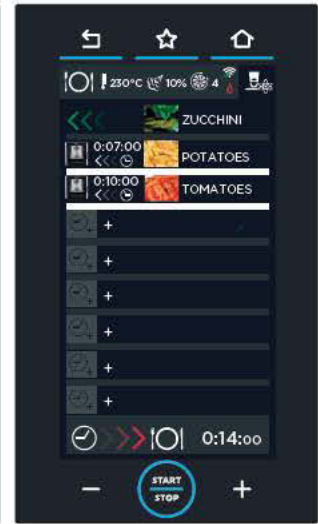 230°C 10% 4
ZUCCHINI
0:07:00 POTATOES
0:10:00 TOMATOES
+
+
+
+
+
+
0:14:00
− START STOP +